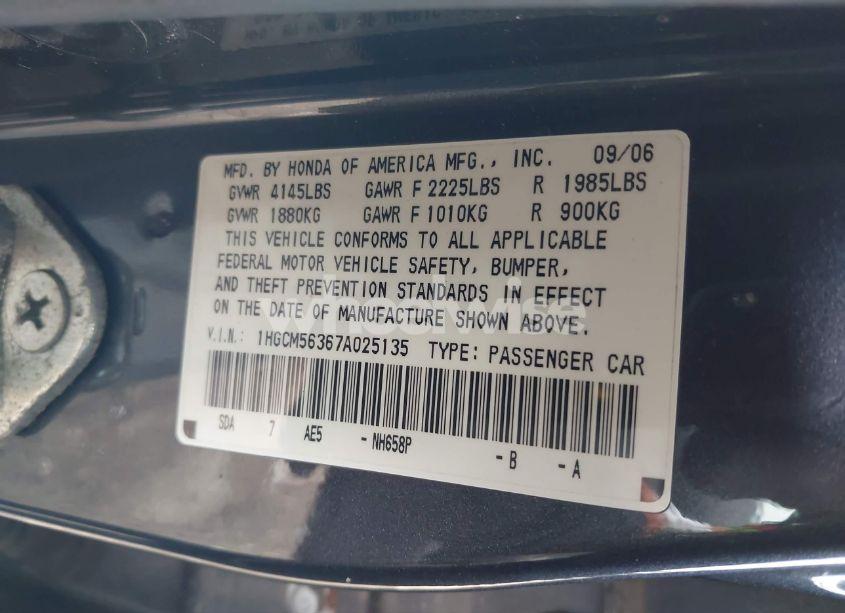 MFD. BY HONDA OF AMERICA MFG., INC. 09/06
GVWR 4145LBS GAWR F 2225LBS R 1985LBS
GVWR 1880KG GAWR F 1010KG R 900KG
THIS VEHICLE CONFORMS TO ALL APPLICABLE
FEDERAL MOTOR VEHICLE SAFETY, BUMPER,
AND THEFT PREVENTION STANDARDS IN EFFECT
ON THE DATE OF MANUFACTURE SHOWN ABOVE.
V.I.N.: 1HGCM56367A025135 TYPE: PASSENGER CAR
SDA 7 AE5 -NH658P -B -A